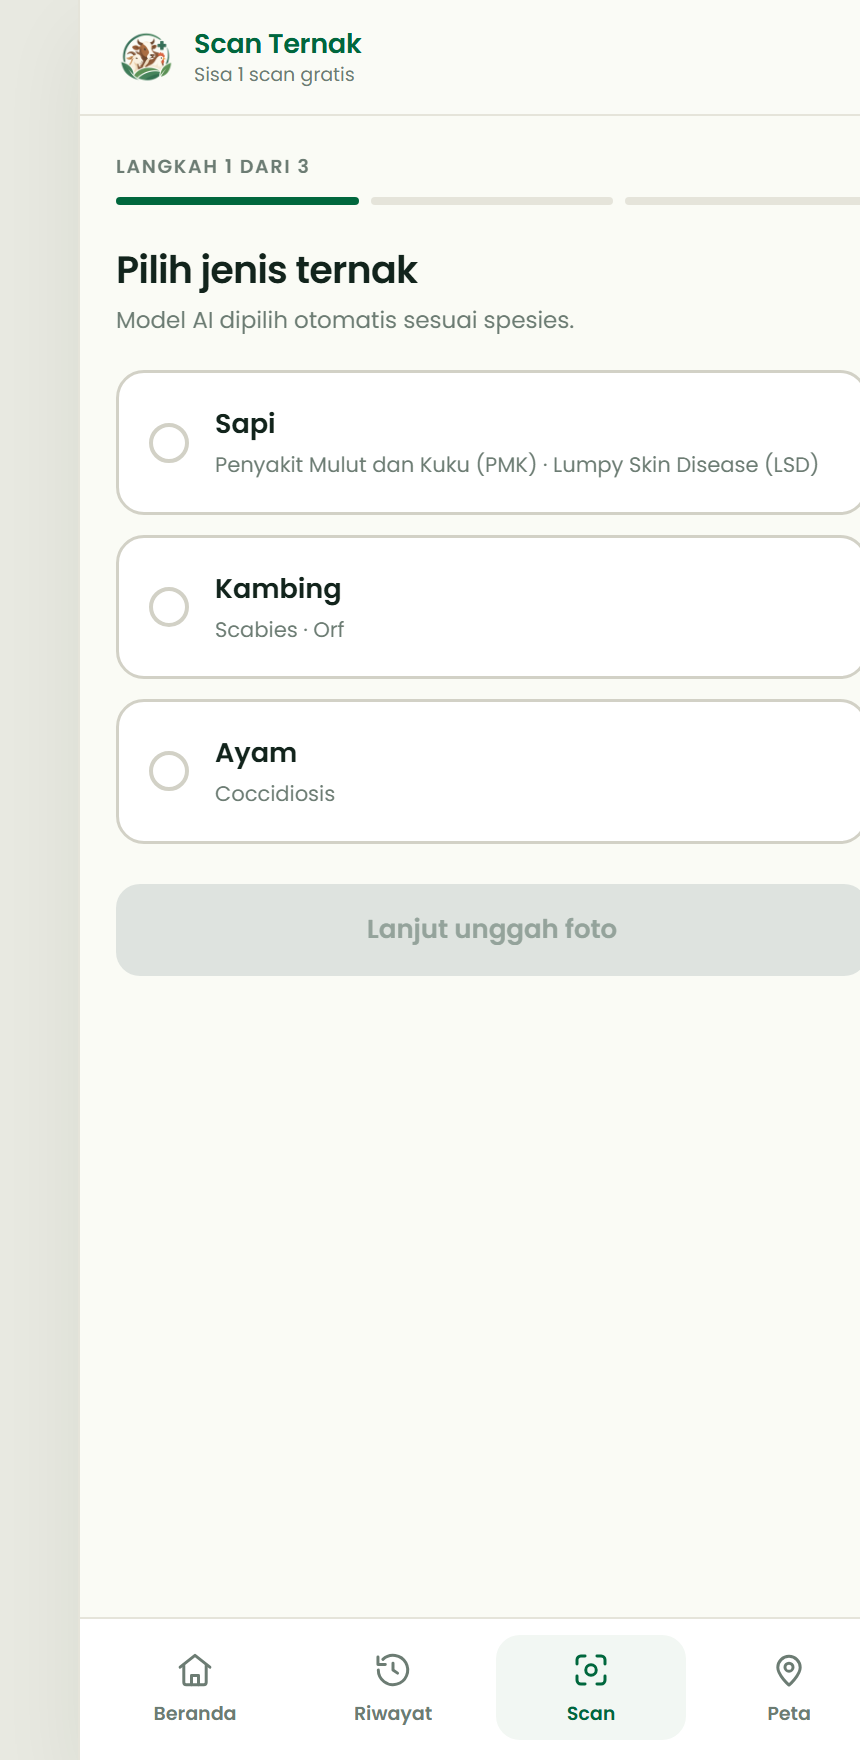 Scan Ternak
Sisa 1 scan gratis
LANGKAH 1 DARI 3
Pilih jenis ternak
Model AI dipilih otomatis sesuai spesies.
Sapi
Penyakit Mulut dan Kuku (PMK) · Lumpy Skin Disease (LSD)
Kambing
Scabies · Orf
Ayam
Coccidiosis
Lanjut unggah foto
Beranda
Riwayat
Scan
Peta